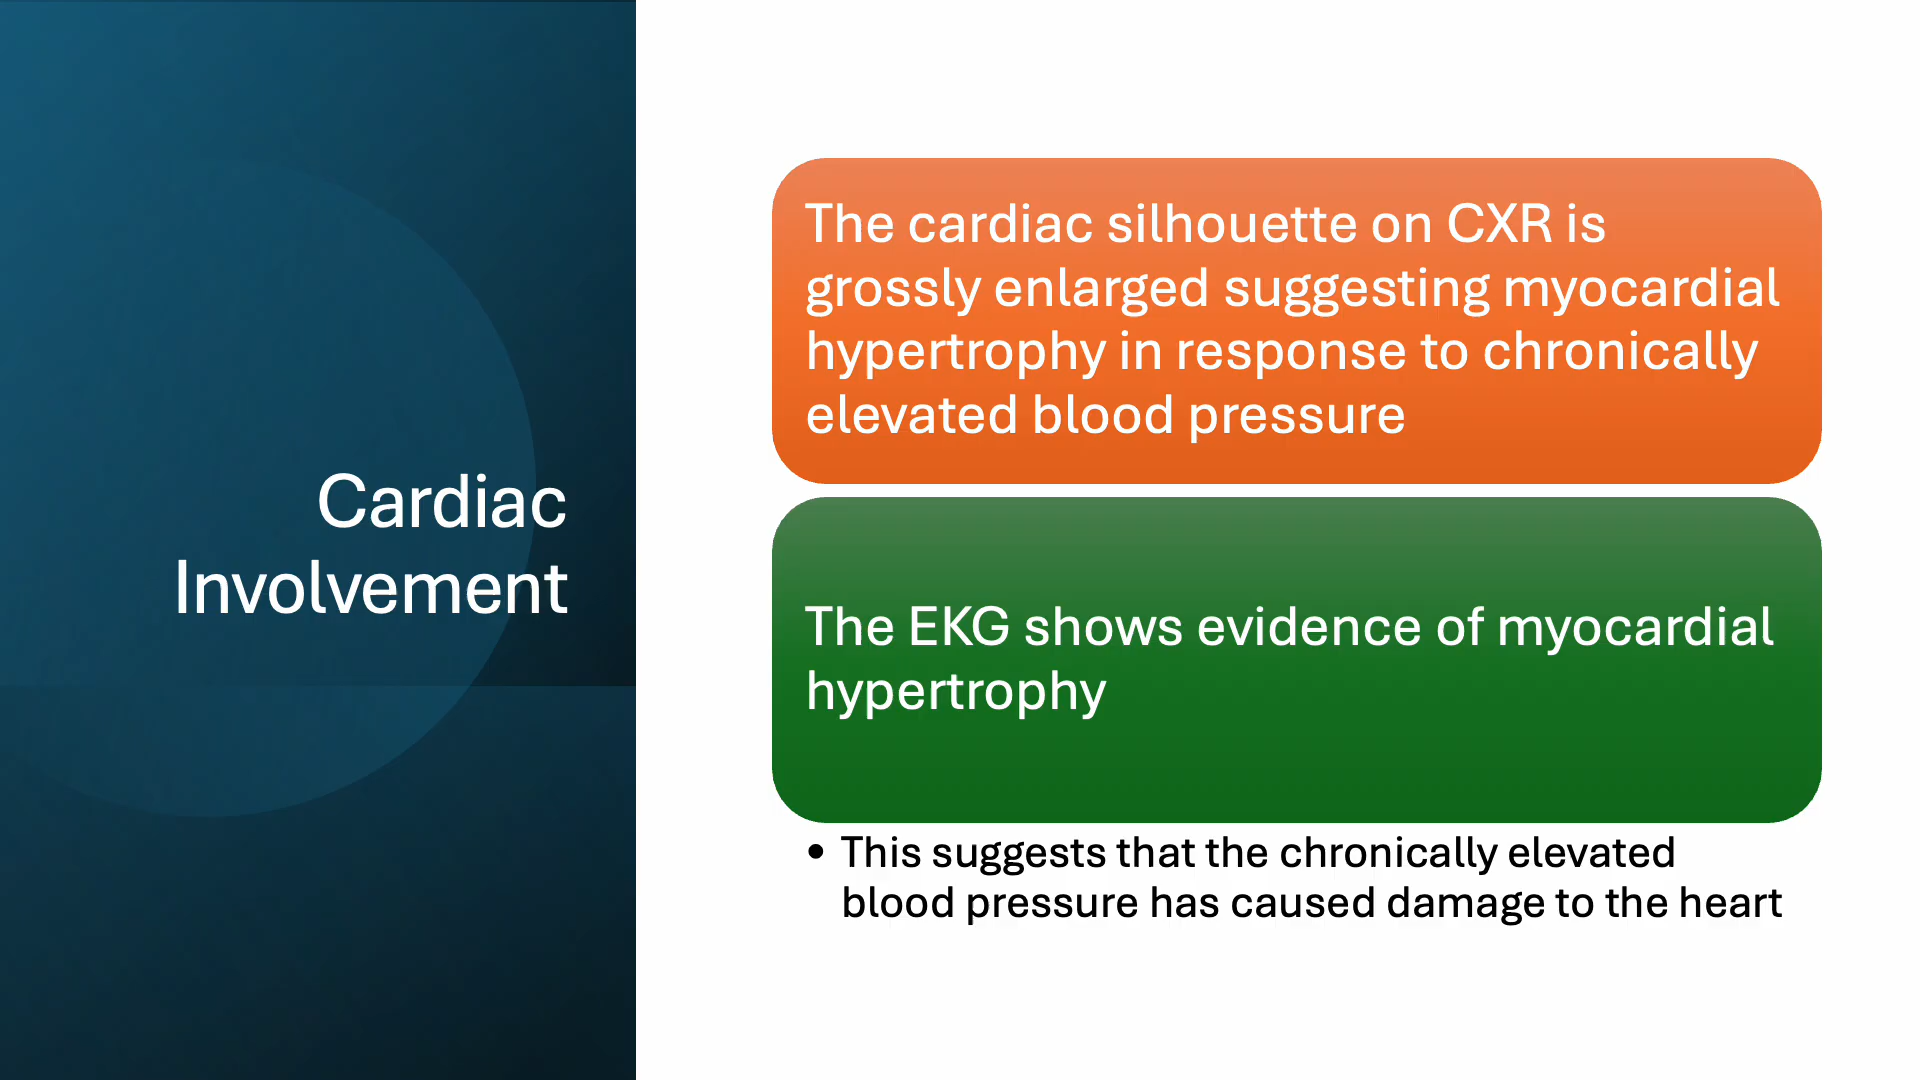 Cardiac
Involvement
The cardiac silhouette on CXR is
grossly enlarged suggesting myocardial
hypertrophy in response to chronically
elevated blood pressure
The EKG shows evidence of myocardial
hypertrophy
• This suggests that the chronically elevated
blood pressure has caused damage to the heart